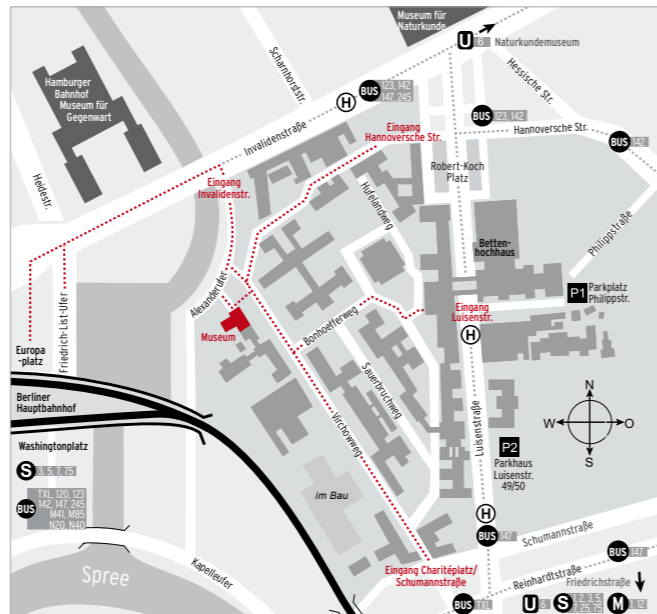 Museum für
Naturkunde
U 6
Naturkundemuseum
Hamburger
Bahnhof
Museum für
Gegenwart
Scharnhorststr.
Hessische Str.
BUS 123, 142
147, 245
H
Invalidenstraße
BUS 123, 142
Hannoversche Str.
BUS 142
Eingang
Hannoversche Str.
Heidestr.
Eingang
Invalidenstr.
Robert-Koch
Platz
Hufelandweg
Philippstraße
Betten-
hochhaus
Alexanderufer
P1 Parkplatz
Philippstr.
Eingang
Luisenstr.
Friedrich-List-Ufer
Museum
Bonhoefferweg
H
Europa
-platz
Sauerbruchweg
Berliner
Hauptbahnhof
Virchowweg
Luisenstraße
N
W O
S
Washingtonplatz
P2
Parkhaus
Luisenstr.
49/50
S 3, 5, 7, 75
im Bau
BUS TXL, 120, 123
142, 147, 245
M41, M85
N20, N40
H
BUS 147
Schumannstraße
Kapelleufer
Spree
Eingang Charitéplatz/
Schumannstraße
BUS 147
Reinhardtstraße
Friedrichstraße
BUS TXL
U 6
S 1, 2, 3, 5,
7, 25, 75
M 1, 12